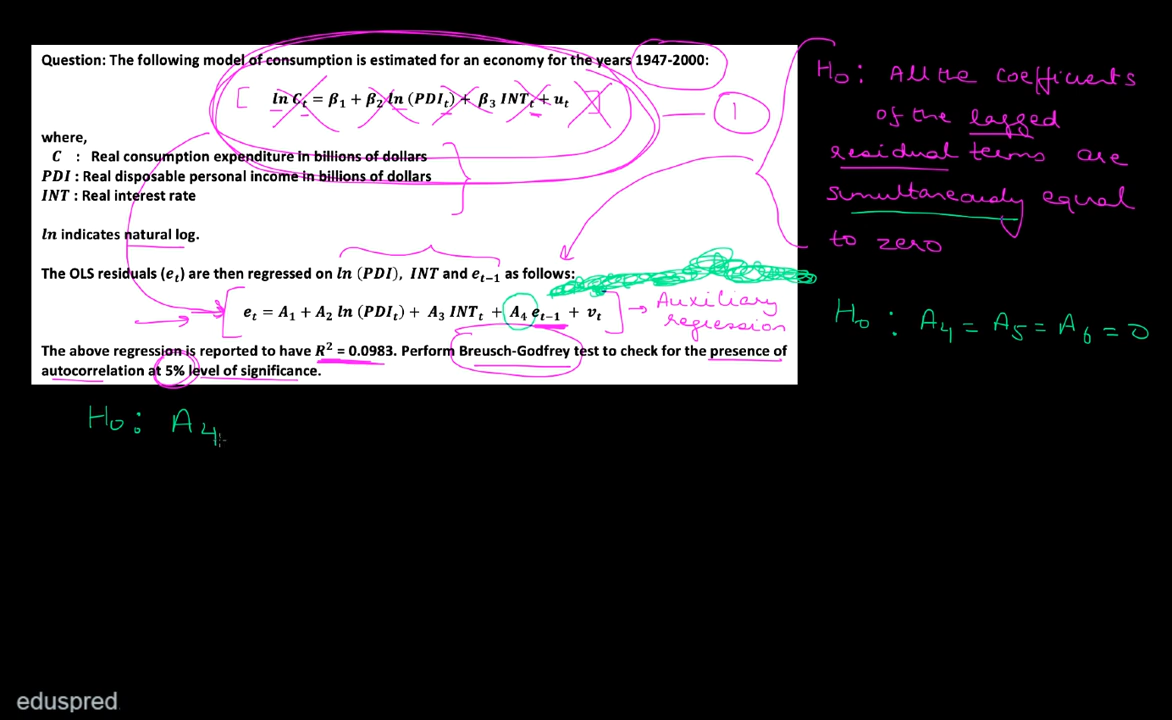 Question: The following model of consumption is estimated for an economy for the years 1947-2000:
[ ln Cₜ = β₁ + β₂ ln (PDIₜ) + β₃ INTₜ + uₜ ]
1
where,
C : Real consumption expenditure in billions of dollars
PDI : Real disposable personal income in billions of dollars
INT : Real interest rate
ln indicates natural log.
The OLS residuals (eₜ) are then regressed on ln (PDI), INT and eₜ₋₁ as follows:
eₜ = A₁ + A₂ ln (PDIₜ) + A₃ INTₜ + A₄ eₜ₋₁ + vₜ
Auxiliary
regression
The above regression is reported to have R² = 0.0983. Perform Breusch-Godfrey test to check for the presence of
autocorrelation at 5% level of significance.
H₀: All the coefficients
of the lagged
residual terms are
simultaneously equal
to zero
H₀ : A₄ = A₅ = A₆ = 0
H₀: A₄
eduspred